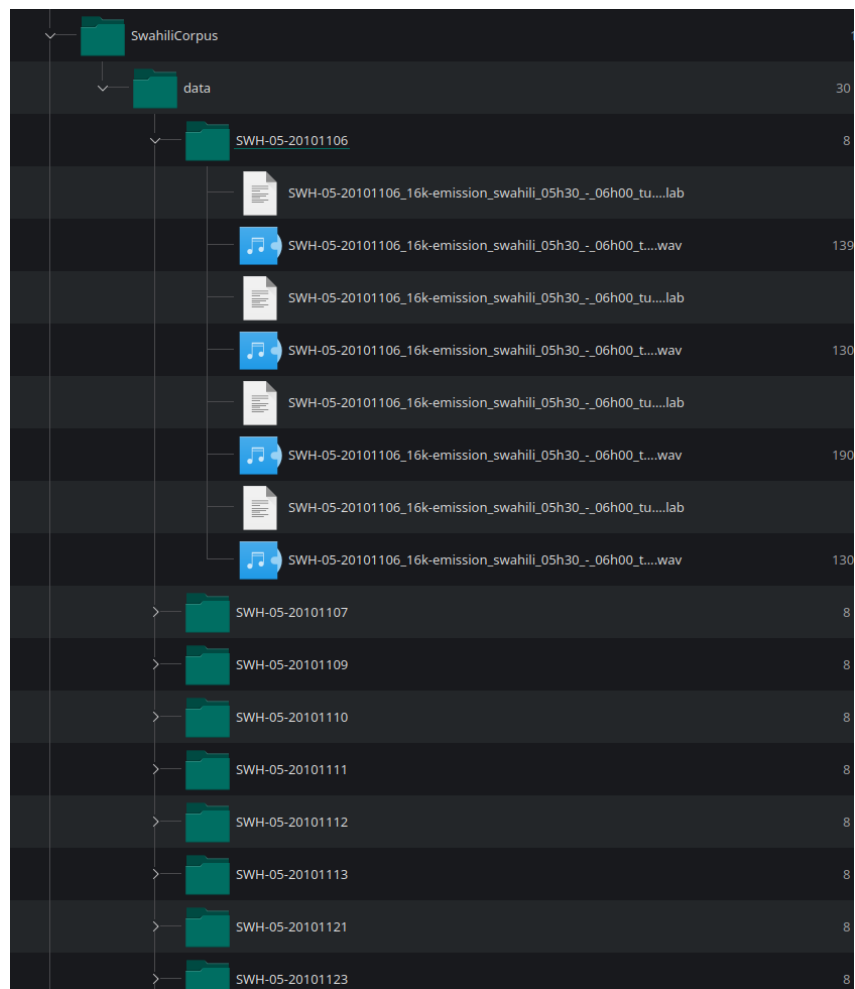 SwahiliCorpus 1
data 30
SWH-05-20101106 8
SWH-05-20101106_16k-emission_swahili_05h30_-_06h00_tu....lab
SWH-05-20101106_16k-emission_swahili_05h30_-_06h00_t....wav 139
SWH-05-20101106_16k-emission_swahili_05h30_-_06h00_tu....lab
SWH-05-20101106_16k-emission_swahili_05h30_-_06h00_t....wav 130
SWH-05-20101106_16k-emission_swahili_05h30_-_06h00_tu....lab
SWH-05-20101106_16k-emission_swahili_05h30_-_06h00_t....wav 190
SWH-05-20101106_16k-emission_swahili_05h30_-_06h00_tu....lab
SWH-05-20101106_16k-emission_swahili_05h30_-_06h00_t....wav 130
SWH-05-20101107 8
SWH-05-20101109 8
SWH-05-20101110 8
SWH-05-20101111 8
SWH-05-20101112 8
SWH-05-20101113 8
SWH-05-20101121 8
SWH-05-20101123 8